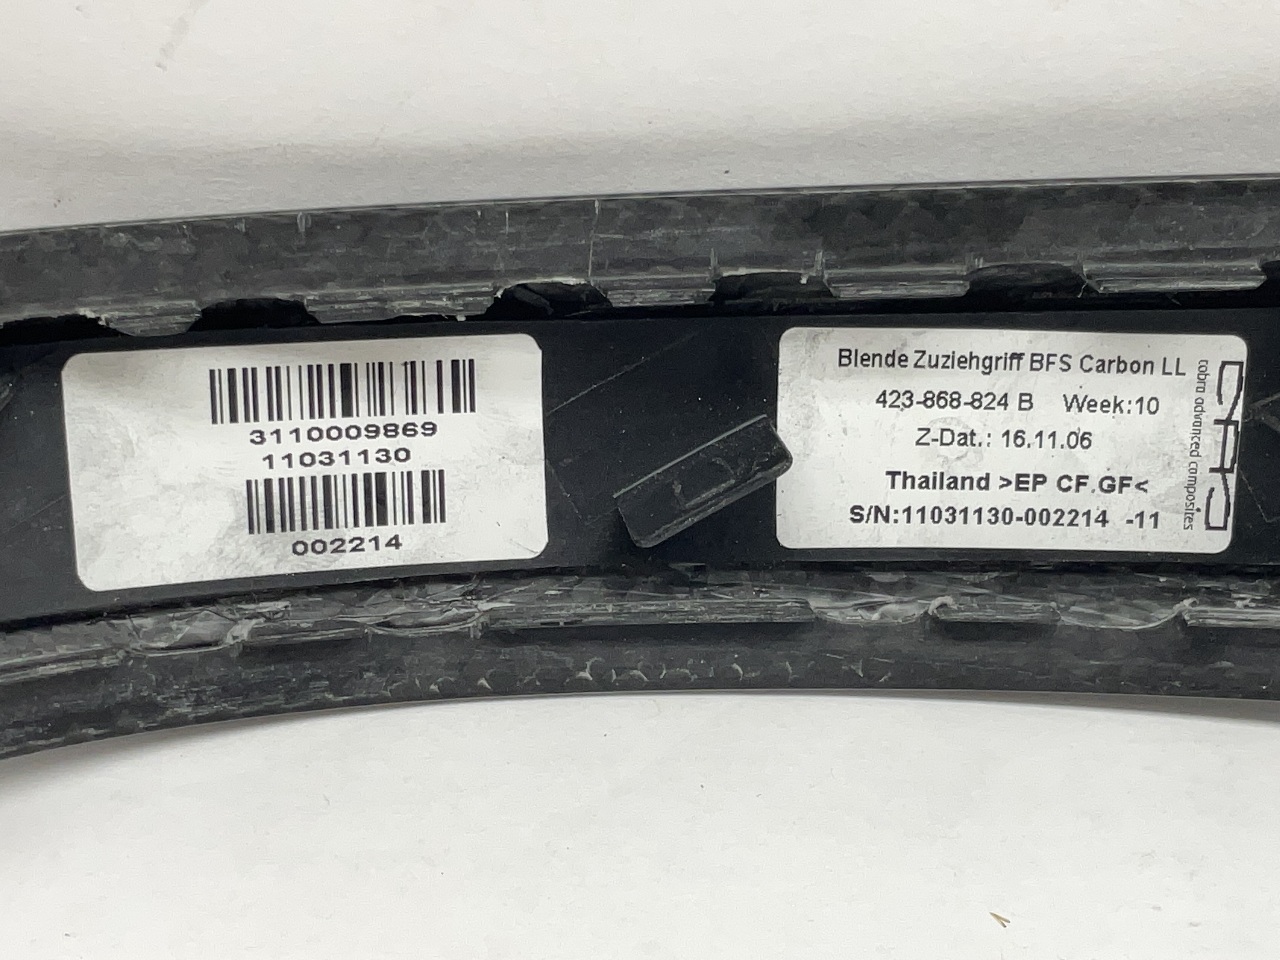 3110009869
11031130
002214
Blende Zuziehgriff BFS Carbon LL
423-868-824 B Week:10
Z-Dat.: 16.11.06
Thailand >EP CF.GF<
S/N:11031130-002214 -11
cobra advanced composites